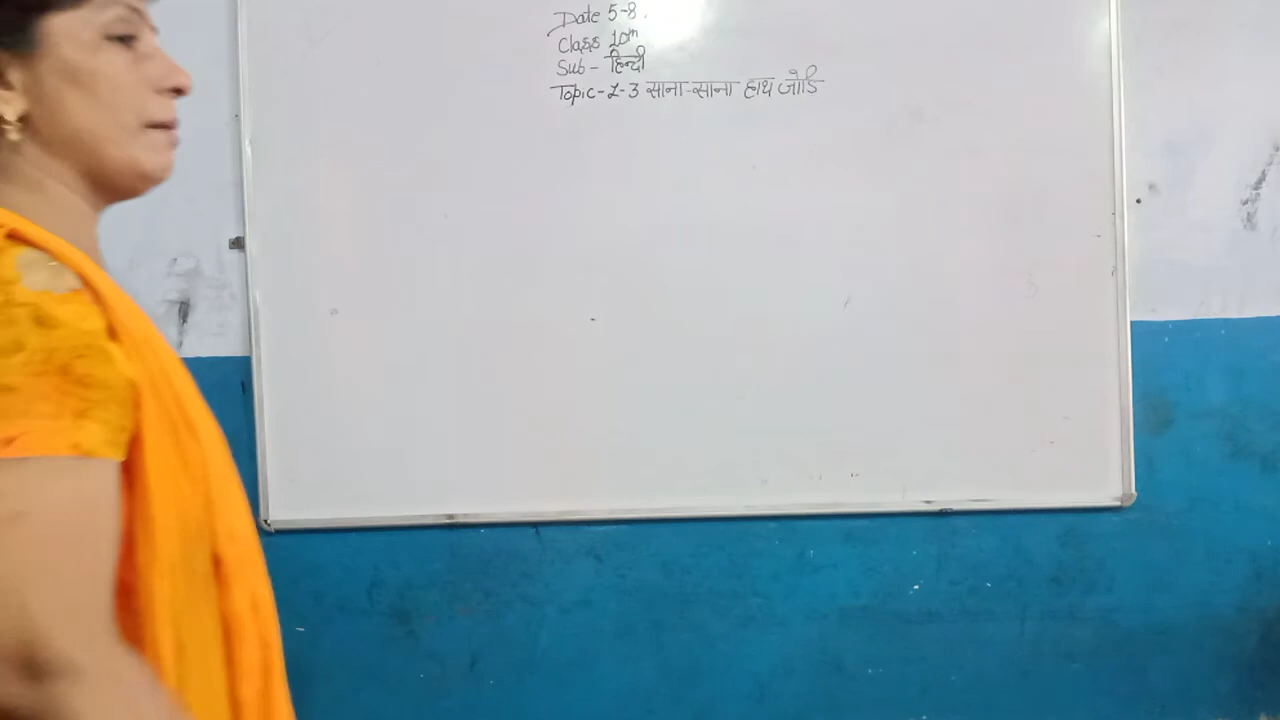 Date 5-8.
Class 10th
Sub - हिन्दी
Topic - L-3 साना-साना हाथ जोडि